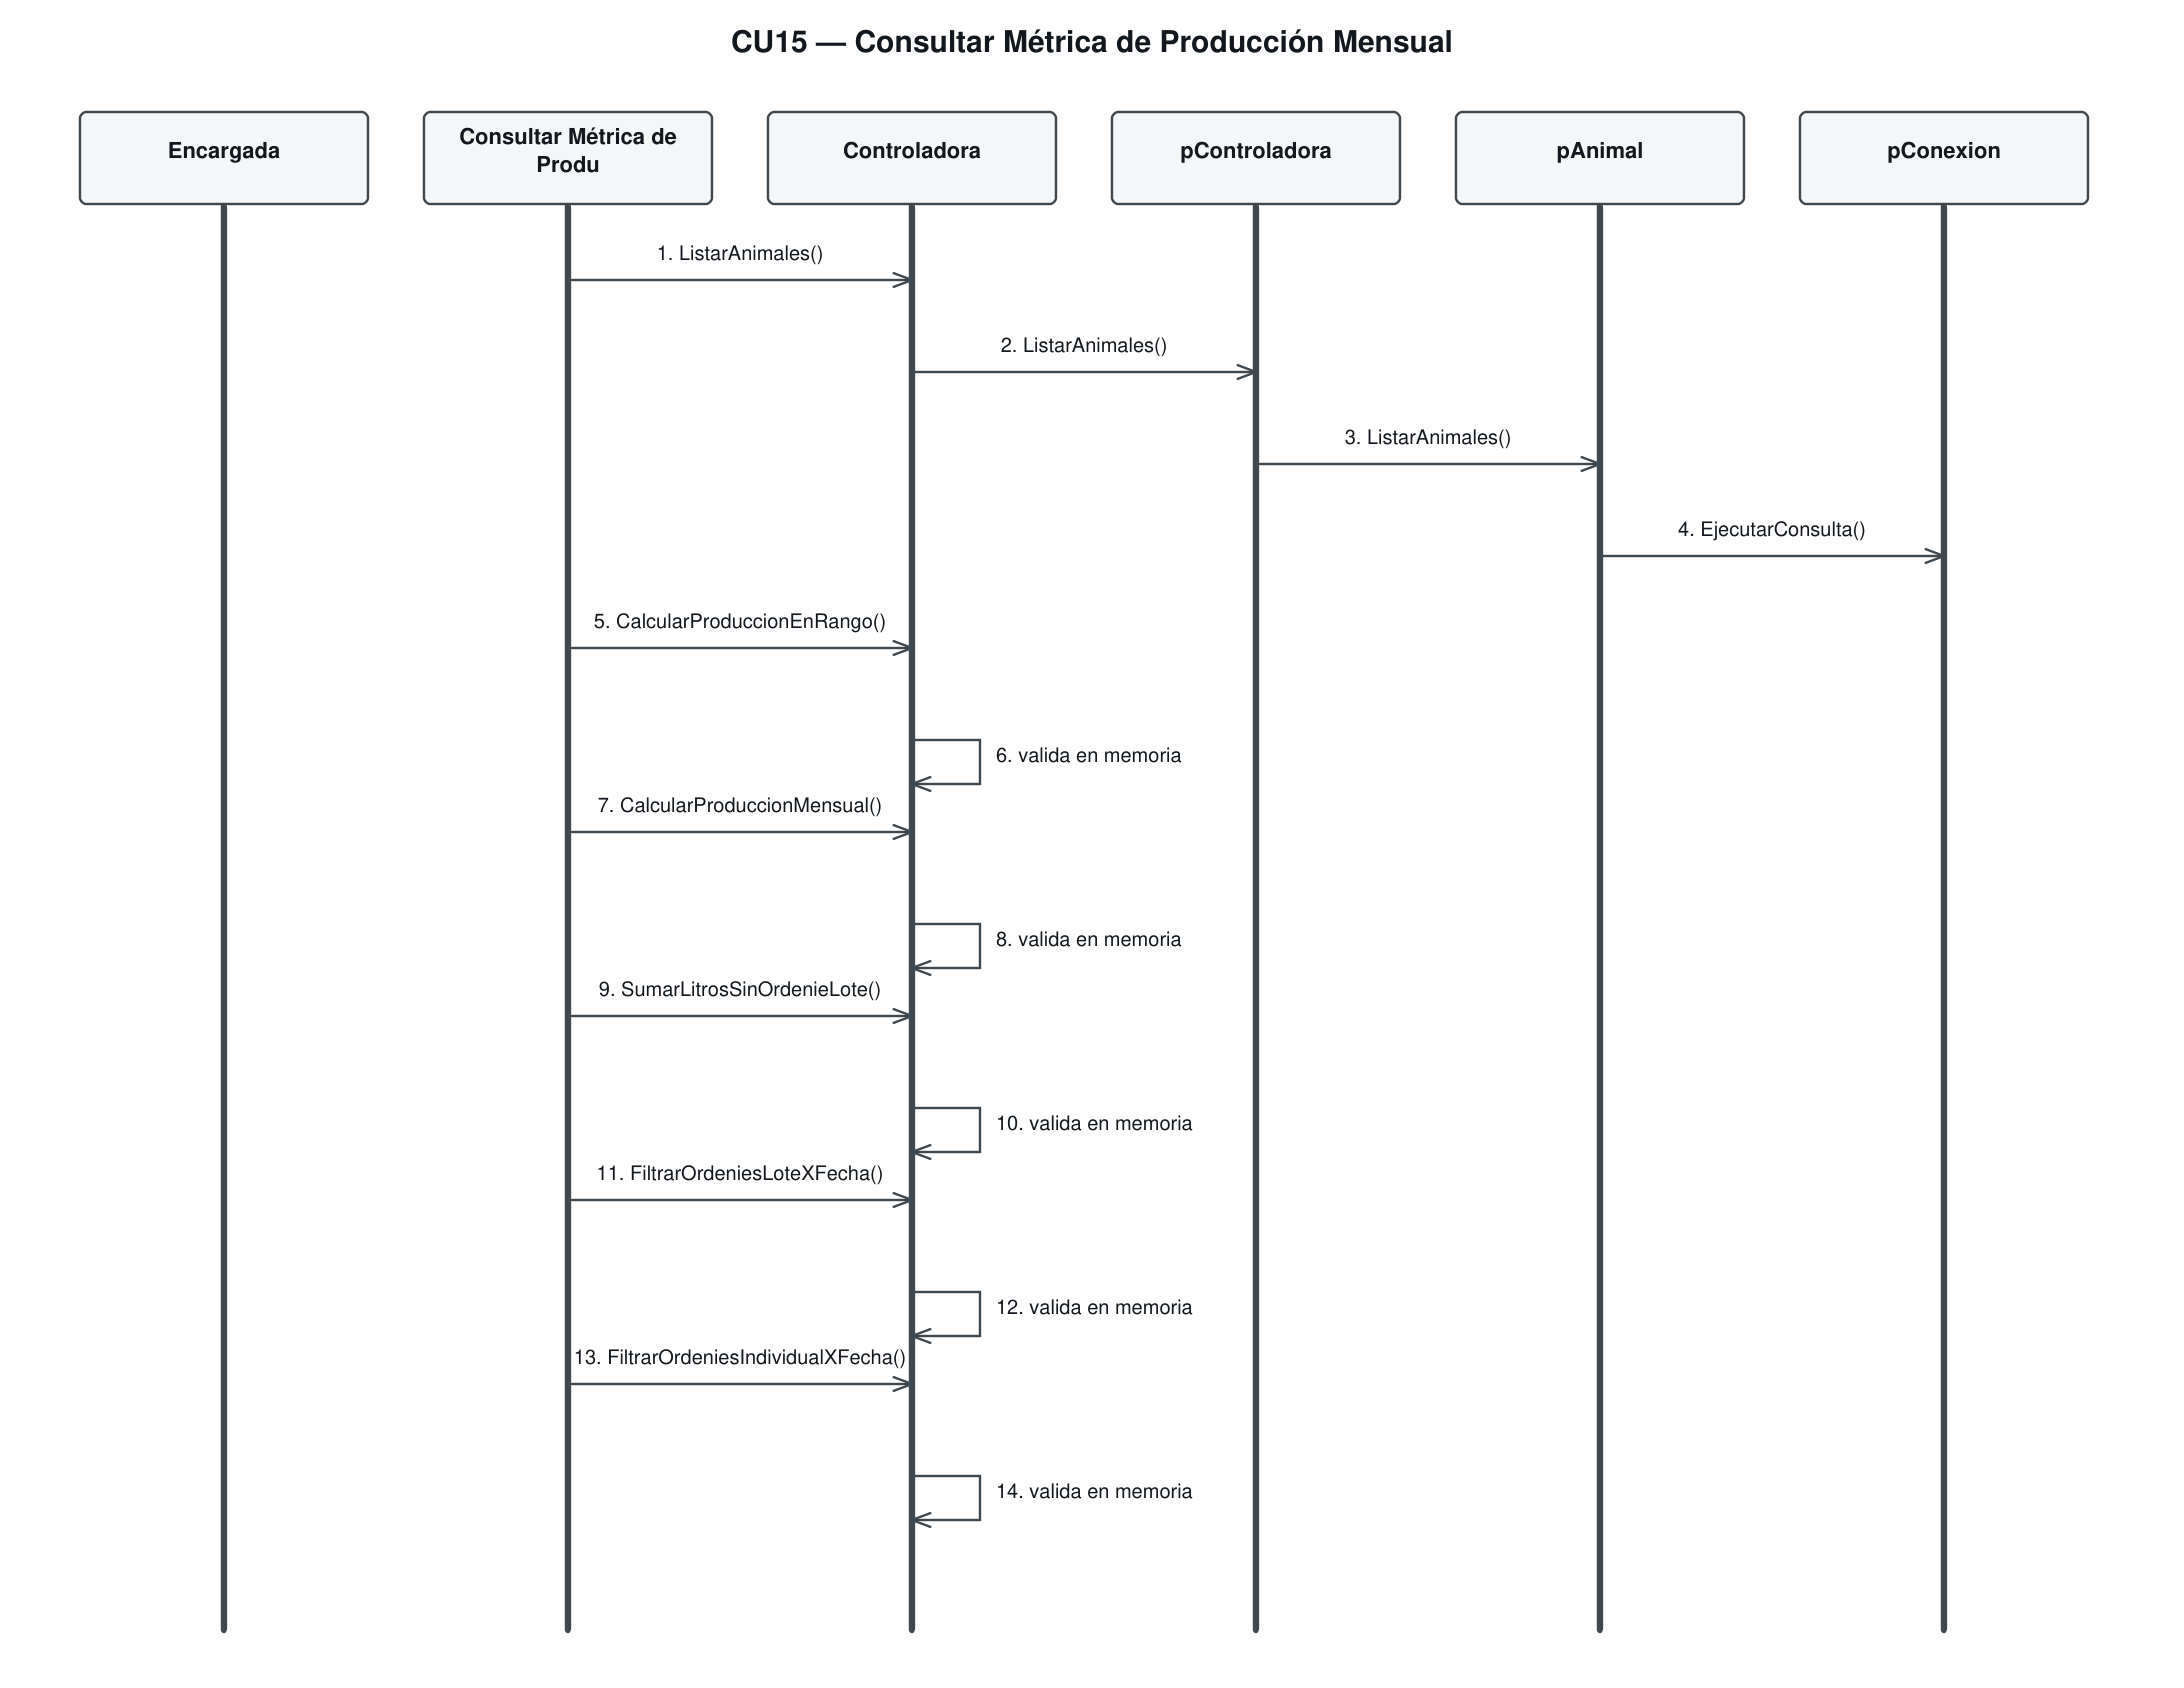 CU15 — Consultar Métrica de Producción Mensual
Encargada
Consultar Métrica de
Produ
Controladora
pControladora
pAnimal
pConexion
1. ListarAnimales()
2. ListarAnimales()
3. ListarAnimales()
4. EjecutarConsulta()
5. CalcularProduccionEnRango()
6. valida en memoria
7. CalcularProduccionMensual()
8. valida en memoria
9. SumarLitrosSinOrdenieLote()
10. valida en memoria
11. FiltrarOrdeniesLoteXFecha()
12. valida en memoria
13. FiltrarOrdeniesIndividualXFecha()
14. valida en memoria